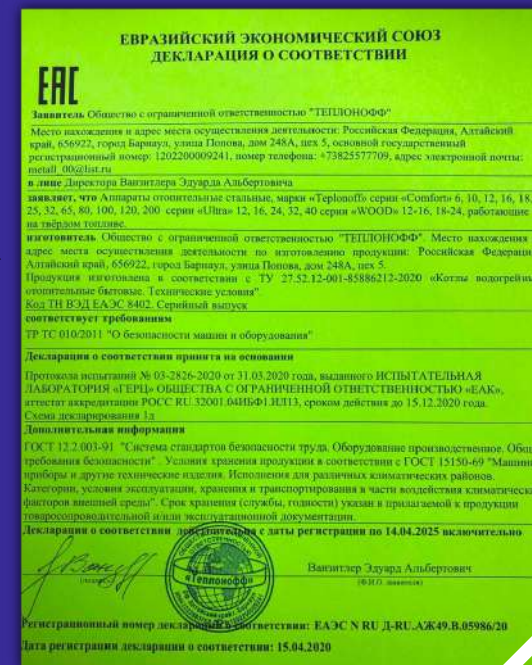 ЕВРАЗИЙСКИЙ ЭКОНОМИЧЕСКИЙ СОЮЗ
ДЕКЛАРАЦИЯ О СООТВЕТСТВИИ
EAC
Заявитель Общество с ограниченной ответственностью "ТЕПЛОНОФФ"
Место нахождения и адрес места осуществления деятельности: Российская Федерация, Алтайский
край, 656922, город Барнаул, улица Попова, дом 248А, цех 5, основной государственный
регистрационный номер: 1202200009241, номер телефона: +73825577709, адрес электронной почты:
metall_00@list.ru
в лице Директора Ванзитлера Эдуарда Альбертовича
заявляет, что Аппараты отопительные стальные, марки «Teplonoff» серии «Comfort» 6, 10, 12, 16, 18,
25, 32, 65, 80, 100, 120, 200 серии «Ultra» 12, 16, 24, 32, 40 серии «WOOD» 12-16, 18-24, работающие
на твёрдом топливе.
изготовитель Общество с ограниченной ответственностью "ТЕПЛОНОФФ". Место нахождения
адрес места осуществления деятельности по изготовлению продукции: Российская Федераци
Алтайский край, 656922, город Барнаул, улица Попова, дом 248А, цех 5.
Продукция изготовлена в соответствии с ТУ 27.52.12-001-85886212-2020 «Котлы водогрейны
отопительные бытовые. Технические условия"
Код ТН ВЭД ЕАЭС 8402. Серийный выпуск
соответствует требованиям
ТР ТС 010/2011 "О безопасности машин и оборудования"
Декларация о соответствии принята на основании
Протокола испытаний № 03-2826-2020 от 31.03.2020 года, выданного ИСПЫТАТЕЛЬНАЯ
ЛАБОРАТОРИЯ «ГЕРЦ» ОБЩЕСТВА С ОГРАНИЧЕННОЙ ОТВЕТСТВЕННОСТЬЮ «ЕАК»,
аттестат аккредитации РОСС RU.32001.04ИБФ1.ИЛ13, сроком действия до 15.12.2020 года.
Схема декларирования 1д
Дополнительная информация
ГОСТ 12.2.003-91 "Система стандартов безопасности труда. Оборудование производственное. Общ
требования безопасности" . Условия хранения продукции в соответствии с ГОСТ 15150-69 "Машин
приборы и другие технические изделия. Исполнения для различных климатических районов.
Категории, условия эксплуатации, хранения и транспортирования в части воздействия климатическ
факторов внешней среды". Срок хранения (службы, годности) указан в прилагаемой к продукции
товаросопроводительной и/или эксплуатационной документации.
Декларация о соответствии действительна с даты регистрации по 14.04.2025 включительно
«Теплонофф»
Ванзитлер Эдуард Альбертович
(подпись)
(Ф.И.О. заявителя)
Регистрационный номер декларации о соответствии: ЕАЭС N RU Д-RU.АЖ49.В.05986/20
Дата регистрации декларации о соответствии: 15.04.2020